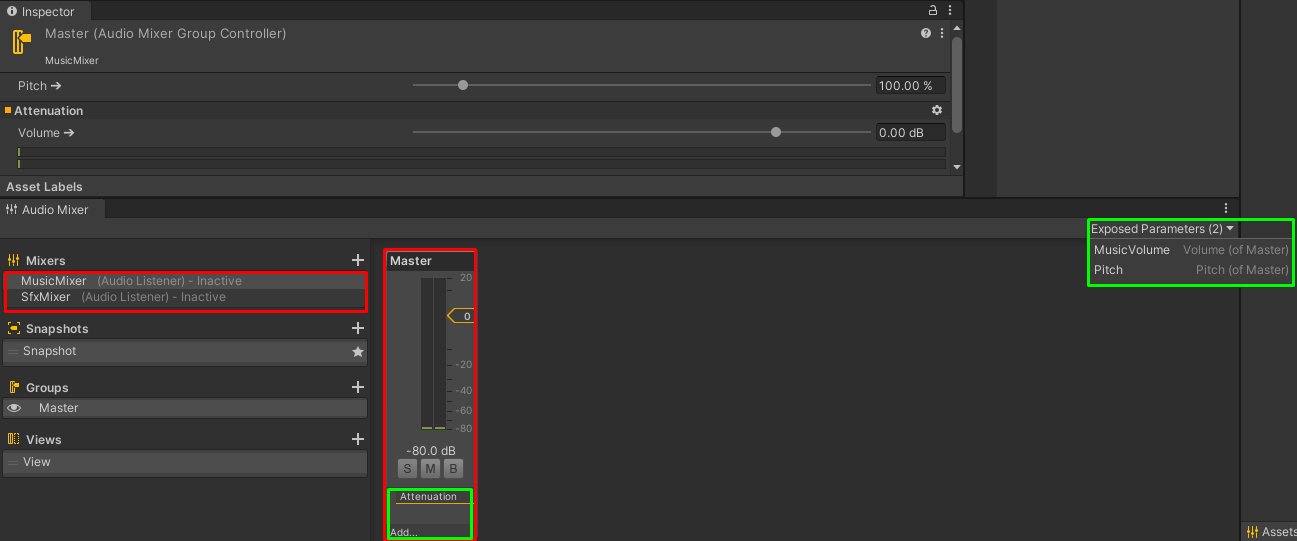 Inspector
Master (Audio Mixer Group Controller)
MusicMixer
Pitch ➔ 100.00 %
Attenuation
Volume ➔ 0.00 dB
Asset Labels
Audio Mixer
Exposed Parameters (2)
MusicVolume Volume (of Master)
Pitch Pitch (of Master)
Mixers
MusicMixer (Audio Listener) - Inactive
SfxMixer (Audio Listener) - Inactive
Snapshots
Snapshot
Groups
Master
Views
View
Master
20
0
-20
-40
-60
-80
-80.0 dB
S M B
Attenuation
Add...
Assets